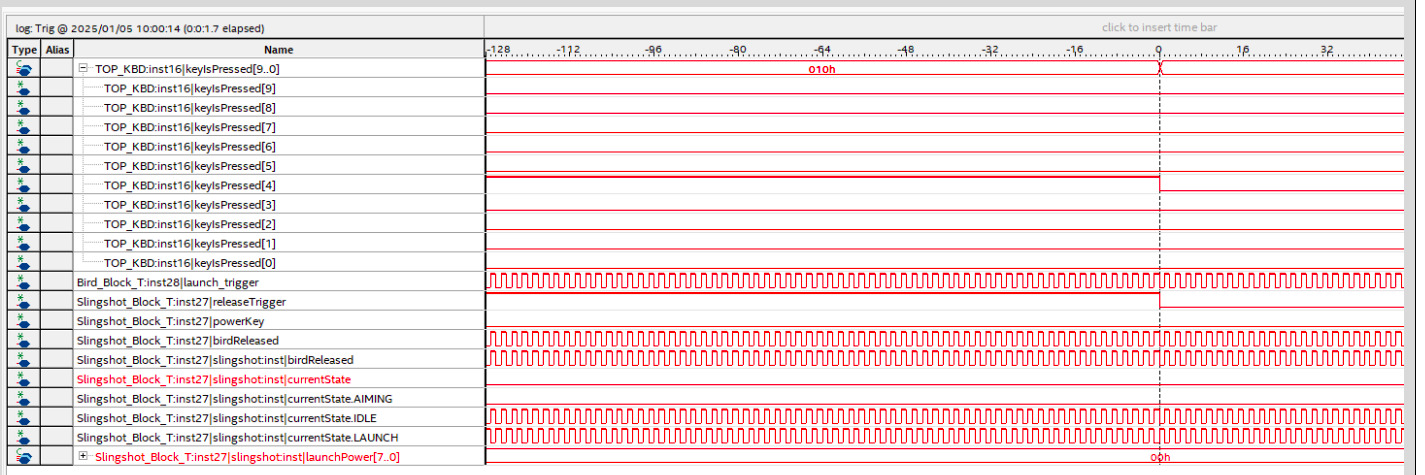 log: Trig @ 2025/01/05 10:00:14 (0:0:1.7 elapsed)
click to insert time bar
Type Alias Name -128 -112 -96 -80 -64 -48 -32 -16 0 16 32
TOP_KBD:inst16|keyIsPressed[9..0] 010h
TOP_KBD:inst16|keyIsPressed[9]
TOP_KBD:inst16|keyIsPressed[8]
TOP_KBD:inst16|keyIsPressed[7]
TOP_KBD:inst16|keyIsPressed[6]
TOP_KBD:inst16|keyIsPressed[5]
TOP_KBD:inst16|keyIsPressed[4]
TOP_KBD:inst16|keyIsPressed[3]
TOP_KBD:inst16|keyIsPressed[2]
TOP_KBD:inst16|keyIsPressed[1]
TOP_KBD:inst16|keyIsPressed[0]
Bird_Block_T:inst28|launch_trigger
Slingshot_Block_T:inst27|releaseTrigger
Slingshot_Block_T:inst27|powerKey
Slingshot_Block_T:inst27|birdReleased
Slingshot_Block_T:inst27|slingshot:inst|birdReleased
Slingshot_Block_T:inst27|slingshot:inst|currentState
Slingshot_Block_T:inst27|slingshot:inst|currentState.AIMING
Slingshot_Block_T:inst27|slingshot:inst|currentState.IDLE
Slingshot_Block_T:inst27|slingshot:inst|currentState.LAUNCH
Slingshot_Block_T:inst27|slingshot:inst|launchPower[7..0] 00h